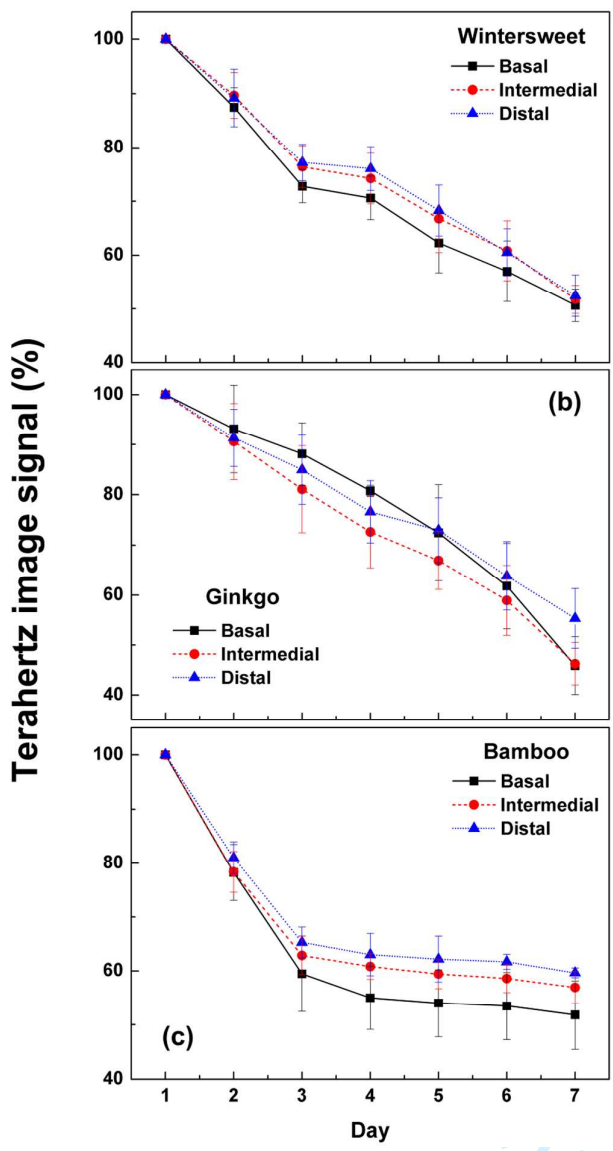 Terahertz image signal (%)
100
80
60
40
Wintersweet
Basal
Intermedial
Distal
100
80
60
40
(b)
Ginkgo
Basal
Intermedial
Distal
100
80
60
40
Bamboo
Basal
Intermedial
Distal
(c)
1 2 3 4 5 6 7
Day